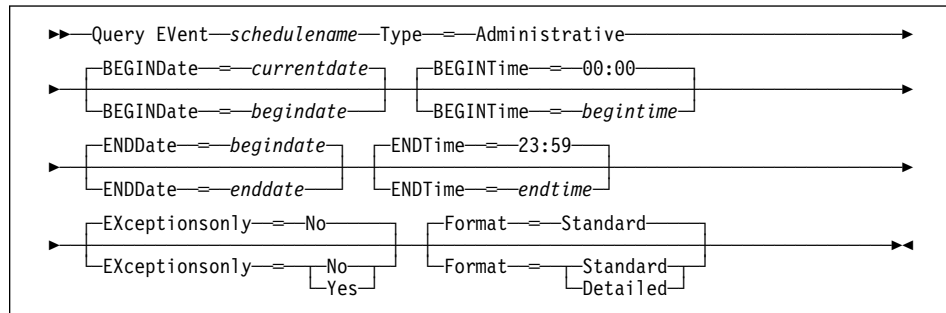 Query EVent schedulename Type = Administrative
BEGINDate = currentdate BEGINTime = 00:00
BEGINDate = begindate BEGINTime = begintime
ENDDate = begindate ENDTime = 23:59
ENDDate = enddate ENDTime = endtime
EXceptionsonly = No Format = Standard
EXceptionsonly = No Format = Standard
Yes Detailed